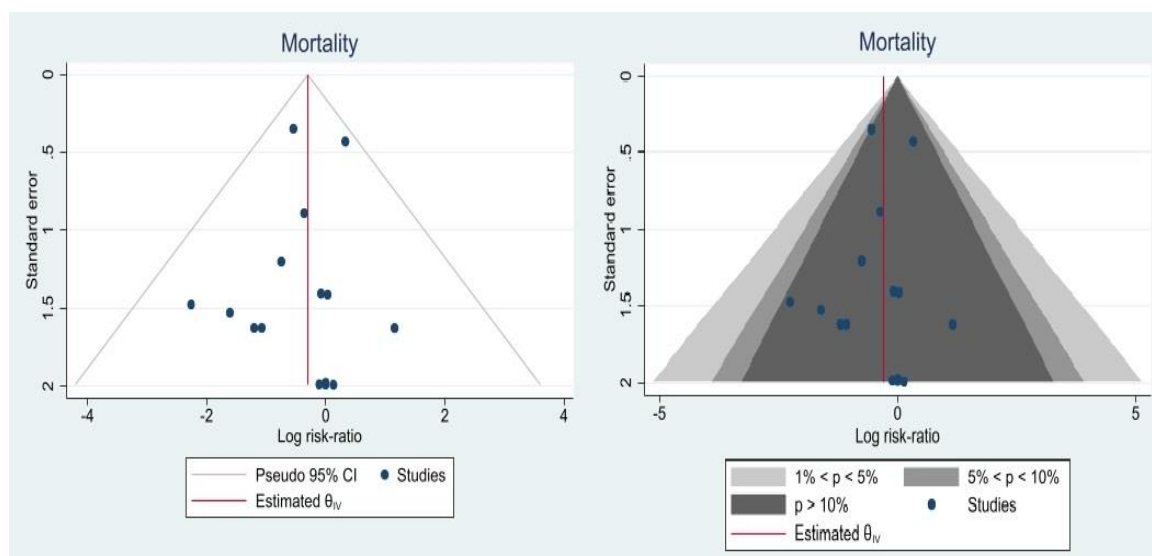 Mortality
Standard error
0
.5
1
1.5
2
-4
-2
0
2
4
Log risk-ratio
Pseudo 95% CI
Studies
Estimated θIV
Mortality
Standard error
0
.5
1
1.5
2
-5
0
5
Log risk-ratio
1% < p < 5%
5% < p < 10%
p > 10%
Studies
Estimated θIV